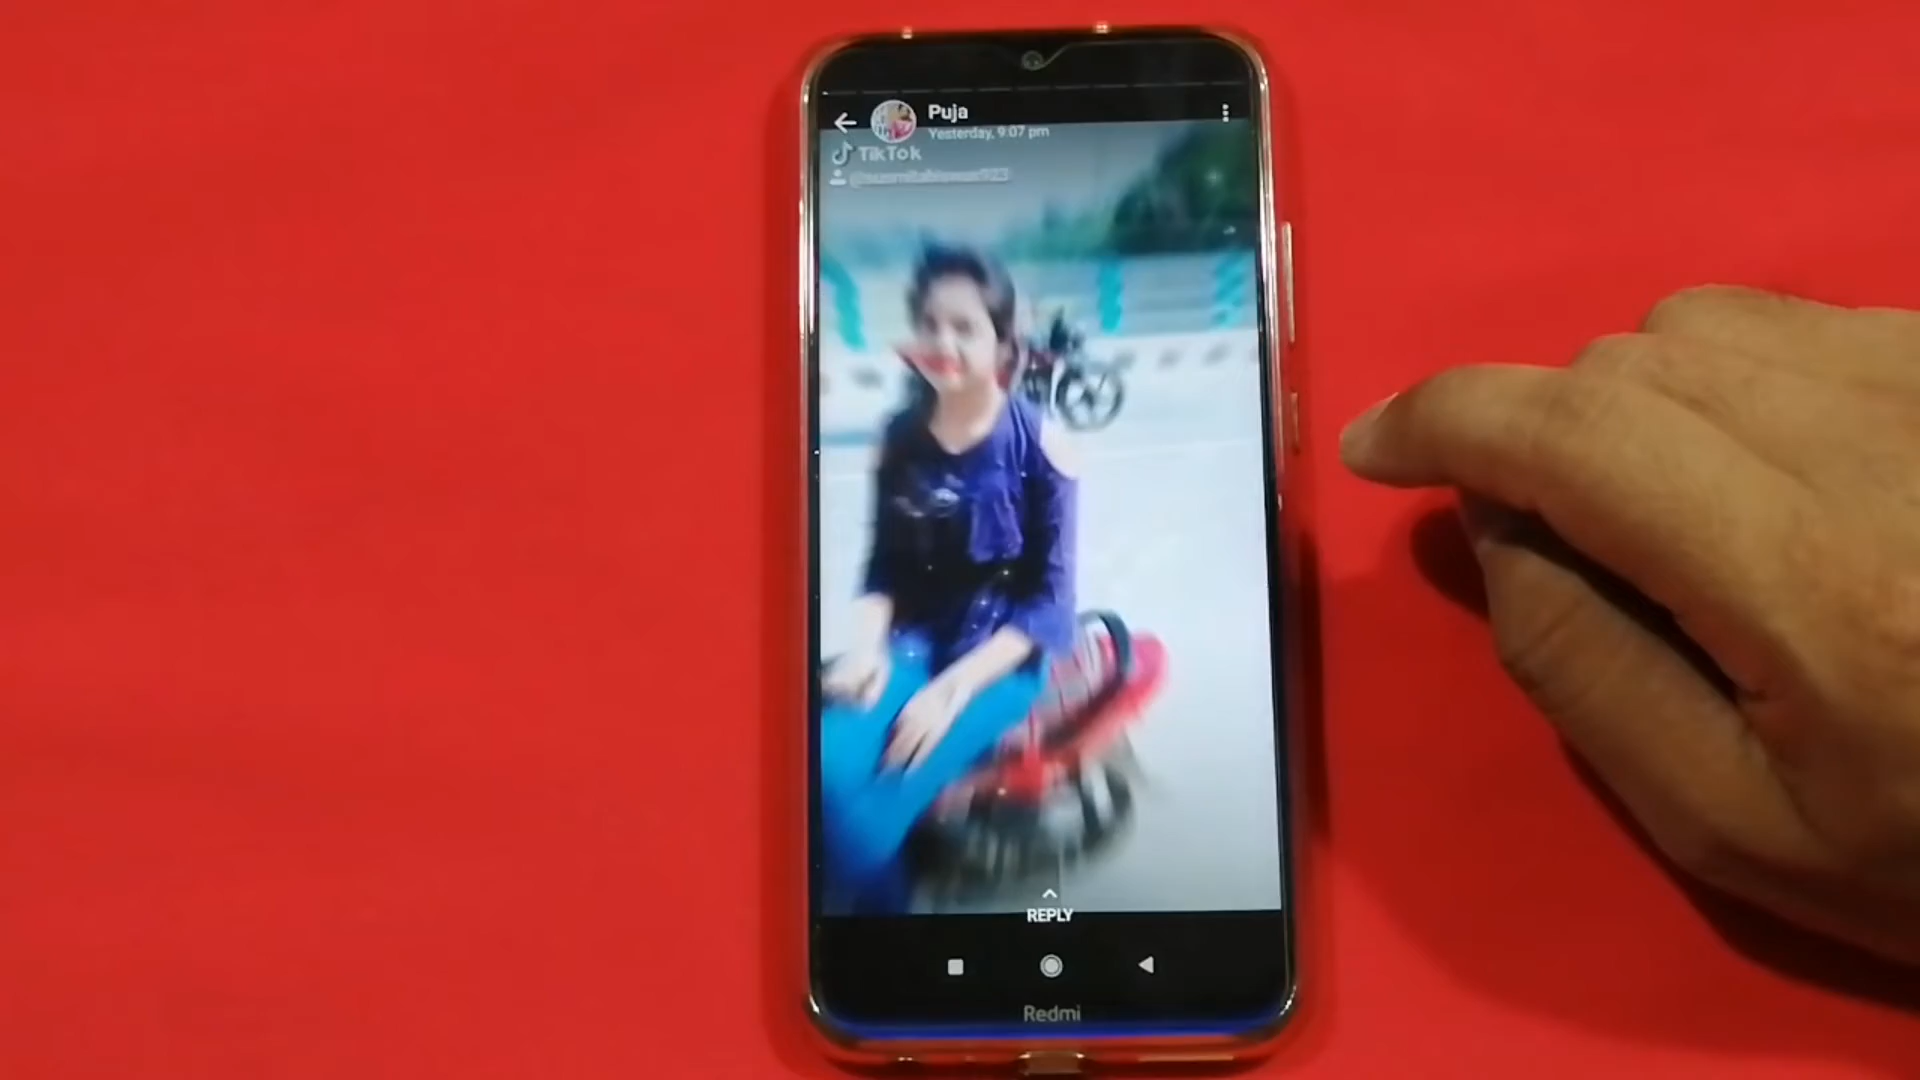 Puja
Yesterday, 9:07 pm
TikTok
REPLY
Redmi